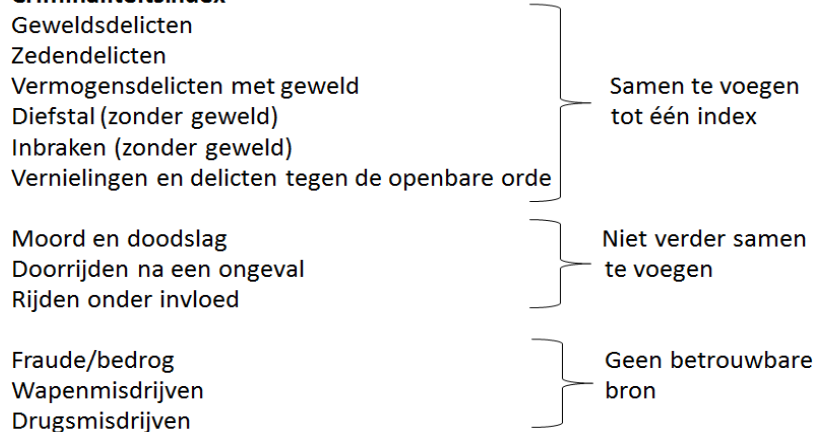 Criminaliteitsindex
Geweldsdelicten
Zedendelicten
Vermogensdelicten met geweld
Diefstal (zonder geweld)
Inbraken (zonder geweld)
Vernielingen en delicten tegen de openbare orde
Samen te voegen
tot één index
Moord en doodslag
Doorrijden na een ongeval
Rijden onder invloed
Niet verder samen
te voegen
Fraude/bedrog
Wapenmisdrijven
Drugsmisdrijven
Geen betrouwbare
bron